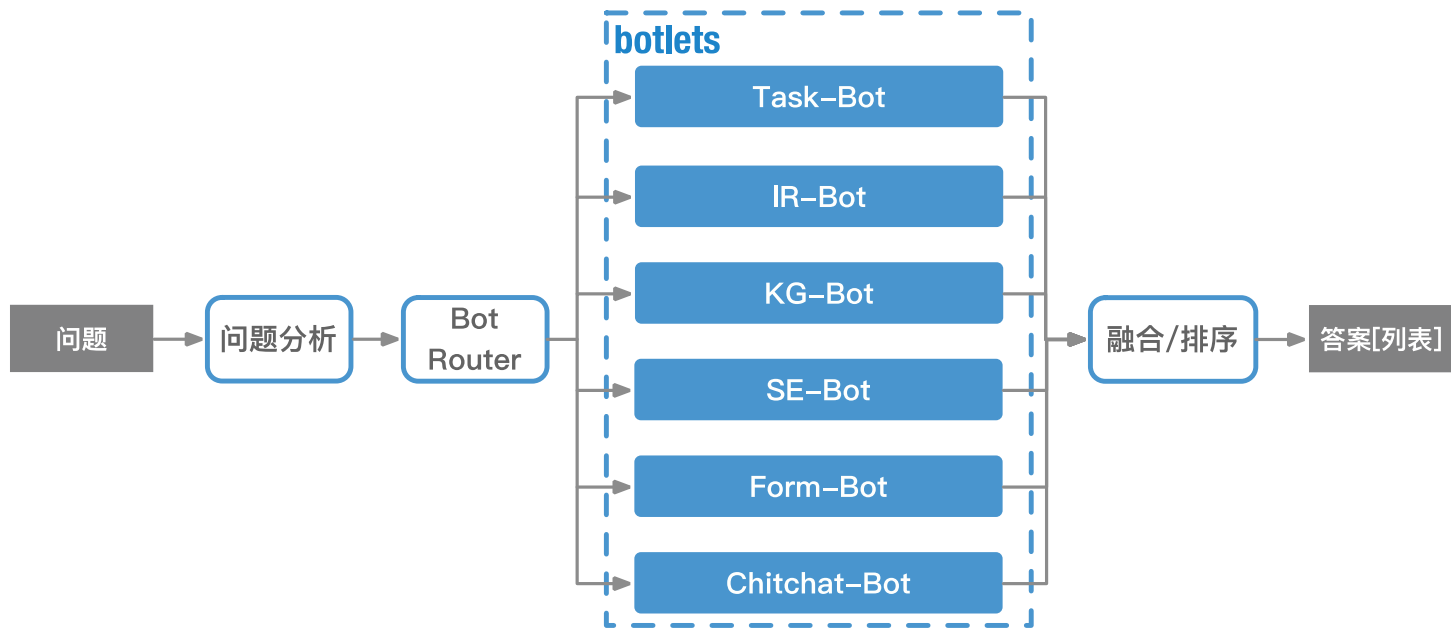 botlets
Task-Bot
IR-Bot
KG-Bot
SE-Bot
Form-Bot
Chitchat-Bot
问题
问题分析
Bot
Router
融合/排序
答案[列表]